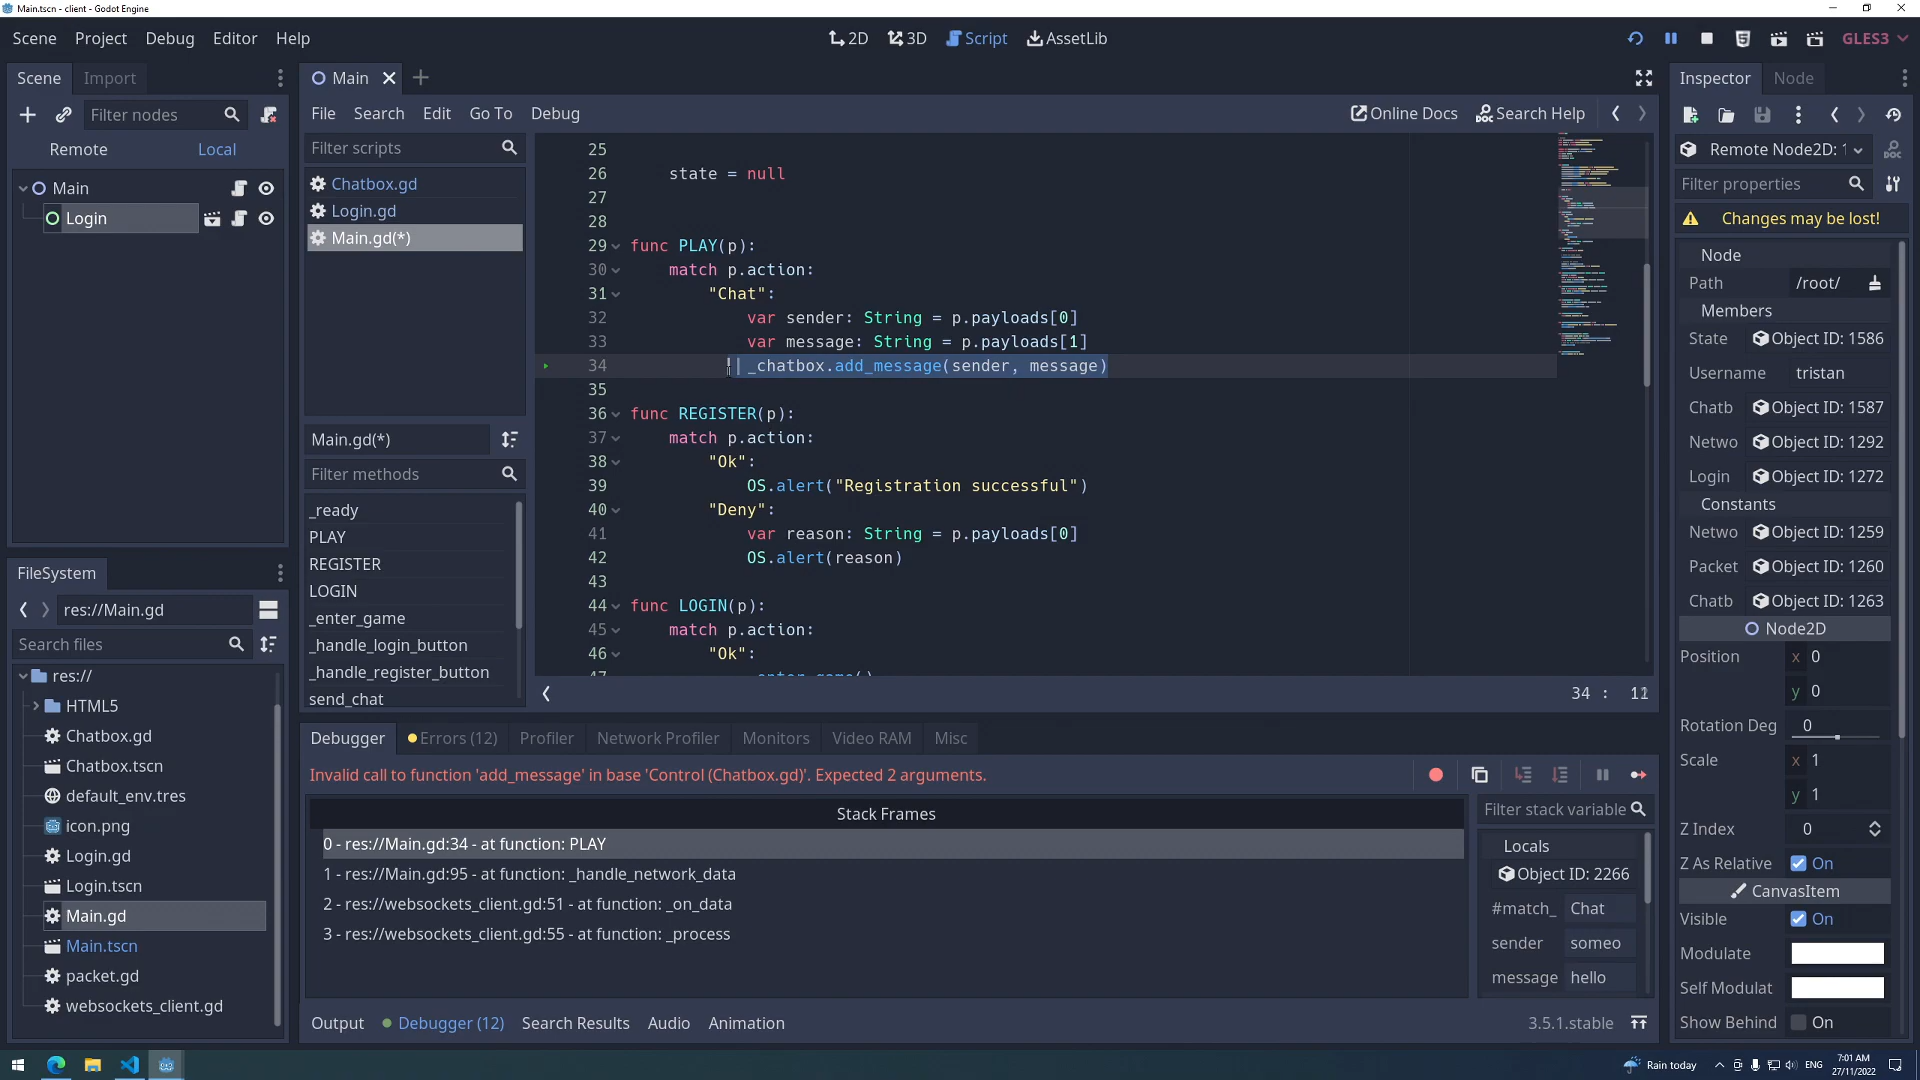 Main.tscn - client - Godot Engine
Scene Project Debug Editor Help
2D 3D Script AssetLib
GLES3
Scene Import
Filter nodes
Remote Local
Main
Login
FileSystem
res://Main.gd
Search files
res://
HTML5
Chatbox.gd
Chatbox.tscn
default_env.tres
icon.png
Login.gd
Login.tscn
Main.gd
Main.tscn
packet.gd
websockets_client.gd
Main
File Search Edit Go To Debug
Online Docs Search Help
Filter scripts
Chatbox.gd
Login.gd
Main.gd(*)
Main.gd(*)
Filter methods
_ready
PLAY
REGISTER
LOGIN
_enter_game
_handle_login_button
_handle_register_button
send_chat
25
26 state = null
27
28
29 func PLAY(p):
30 match p.action:
31 "Chat":
32 var sender: String = p.payloads[0]
33 var message: String = p.payloads[1]
34 _chatbox.add_message(sender, message)
35
36 func REGISTER(p):
37 match p.action:
38 "Ok":
39 OS.alert("Registration successful")
40 "Deny":
41 var reason: String = p.payloads[0]
42 OS.alert(reason)
43
44 func LOGIN(p):
45 match p.action:
46 "Ok":
34 : 11
Debugger Errors (12) Profiler Network Profiler Monitors Video RAM Misc
Invalid call to function 'add_message' in base 'Control (Chatbox.gd)'. Expected 2 arguments.
Stack Frames
0 - res://Main.gd:34 - at function: PLAY
1 - res://Main.gd:95 - at function: _handle_network_data
2 - res://websockets_client.gd:51 - at function: _on_data
3 - res://websockets_client.gd:55 - at function: _process
Filter stack variable
Locals
Object ID: 2266
#match_ Chat
sender someo
message hello
Output Debugger (12) Search Results Audio Animation
3.5.1.stable
Inspector Node
Remote Node2D: 1
DOC
Filter properties
Changes may be lost!
Node
Path /root/
Members
State Object ID: 1586
Username tristan
Chatb Object ID: 1587
Netwo Object ID: 1292
Login Object ID: 1272
Constants
Netwo Object ID: 1259
Packet Object ID: 1260
Chatb Object ID: 1263
Node2D
Position x 0
y 0
Rotation Deg 0
Scale x 1
y 1
Z Index 0
Z As Relative On
CanvasItem
Visible On
Modulate
Self Modulat
Show Behind On
Rain today
ENG
7:01 AM
27/11/2022